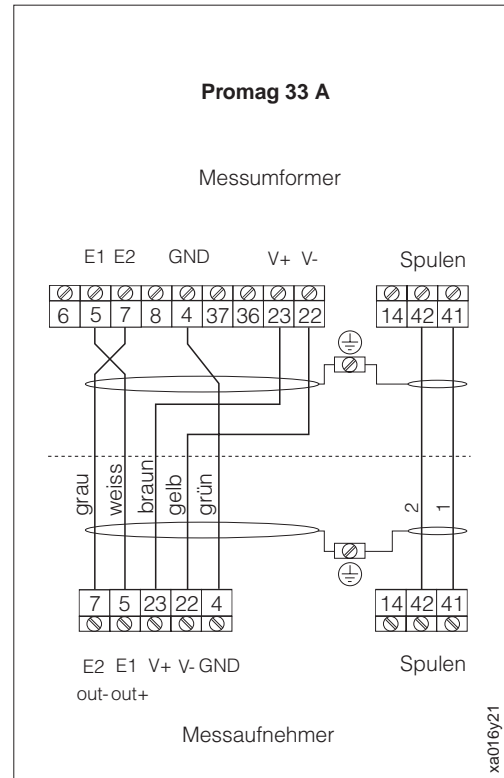 Promag 33 A
Messumformer
E1 E2 GND V+ V- Spulen
6 5 7 8 4 37 36 23 22 14 42 41
grau weiss braun gelb grün 2 1
7 5 23 22 4 14 42 41
E2 E1 V+ V- GND Spulen
out- out+
Messaufnehmer
xa016y21